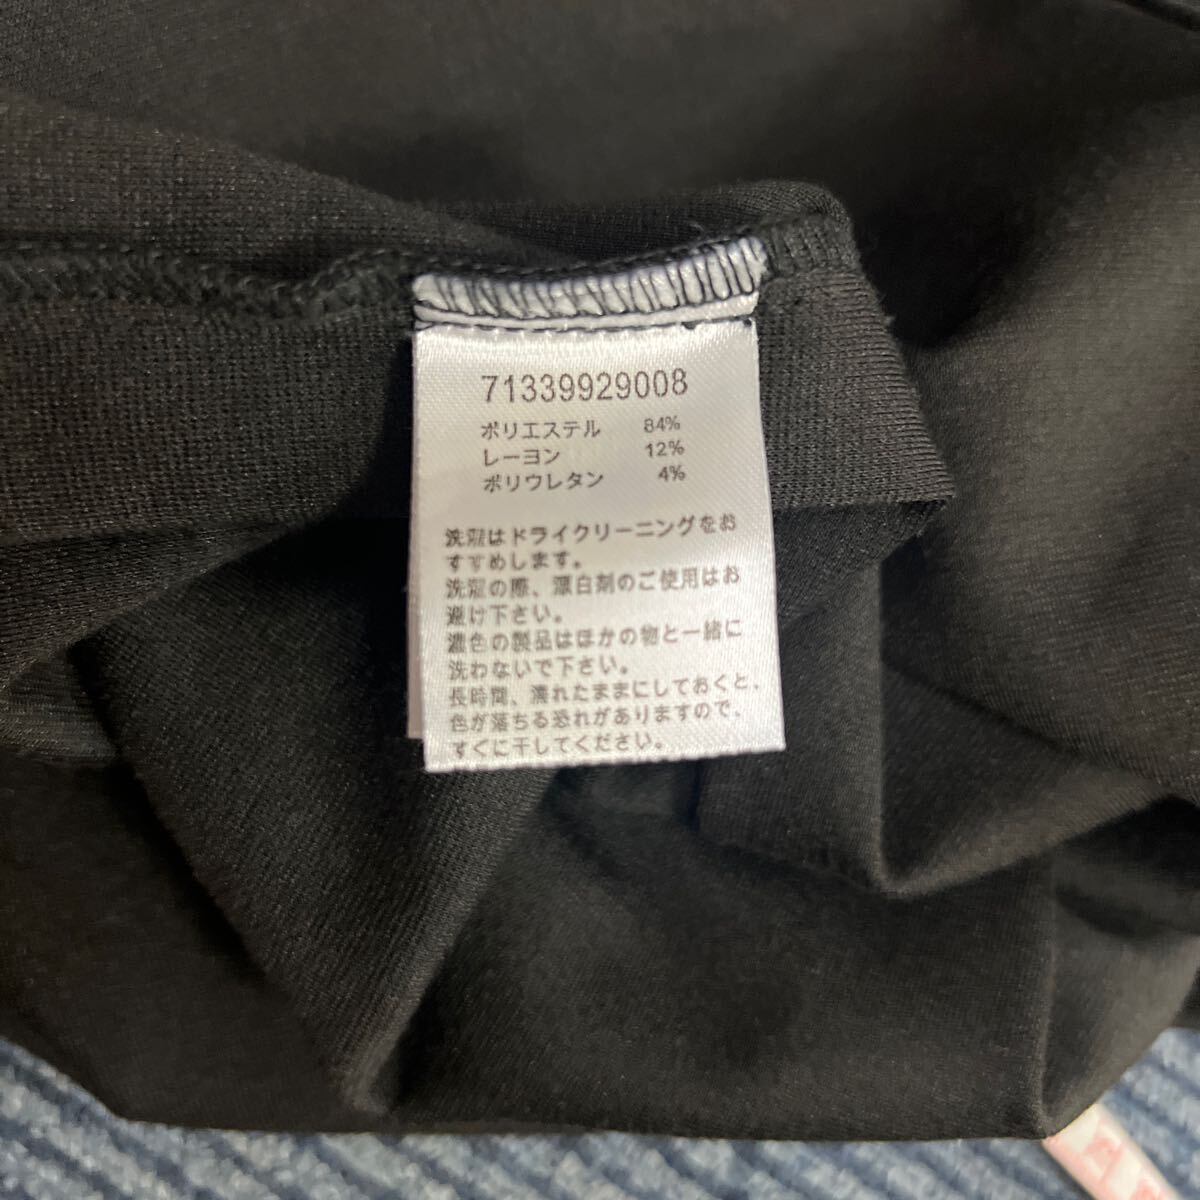 71339929008
ポリエステル 84%
レーヨン 12%
ポリウレタン 4%
洗濯はドライクリーニングをお
すすめします。
洗濯の際、漂白剤のご使用はお
避け下さい。
濃色の製品はほかの物と一緒に
洗わないで下さい。
長時間、濡れたままにしておくと、
色が落ちる恐れがありますので、
すぐに干してください。